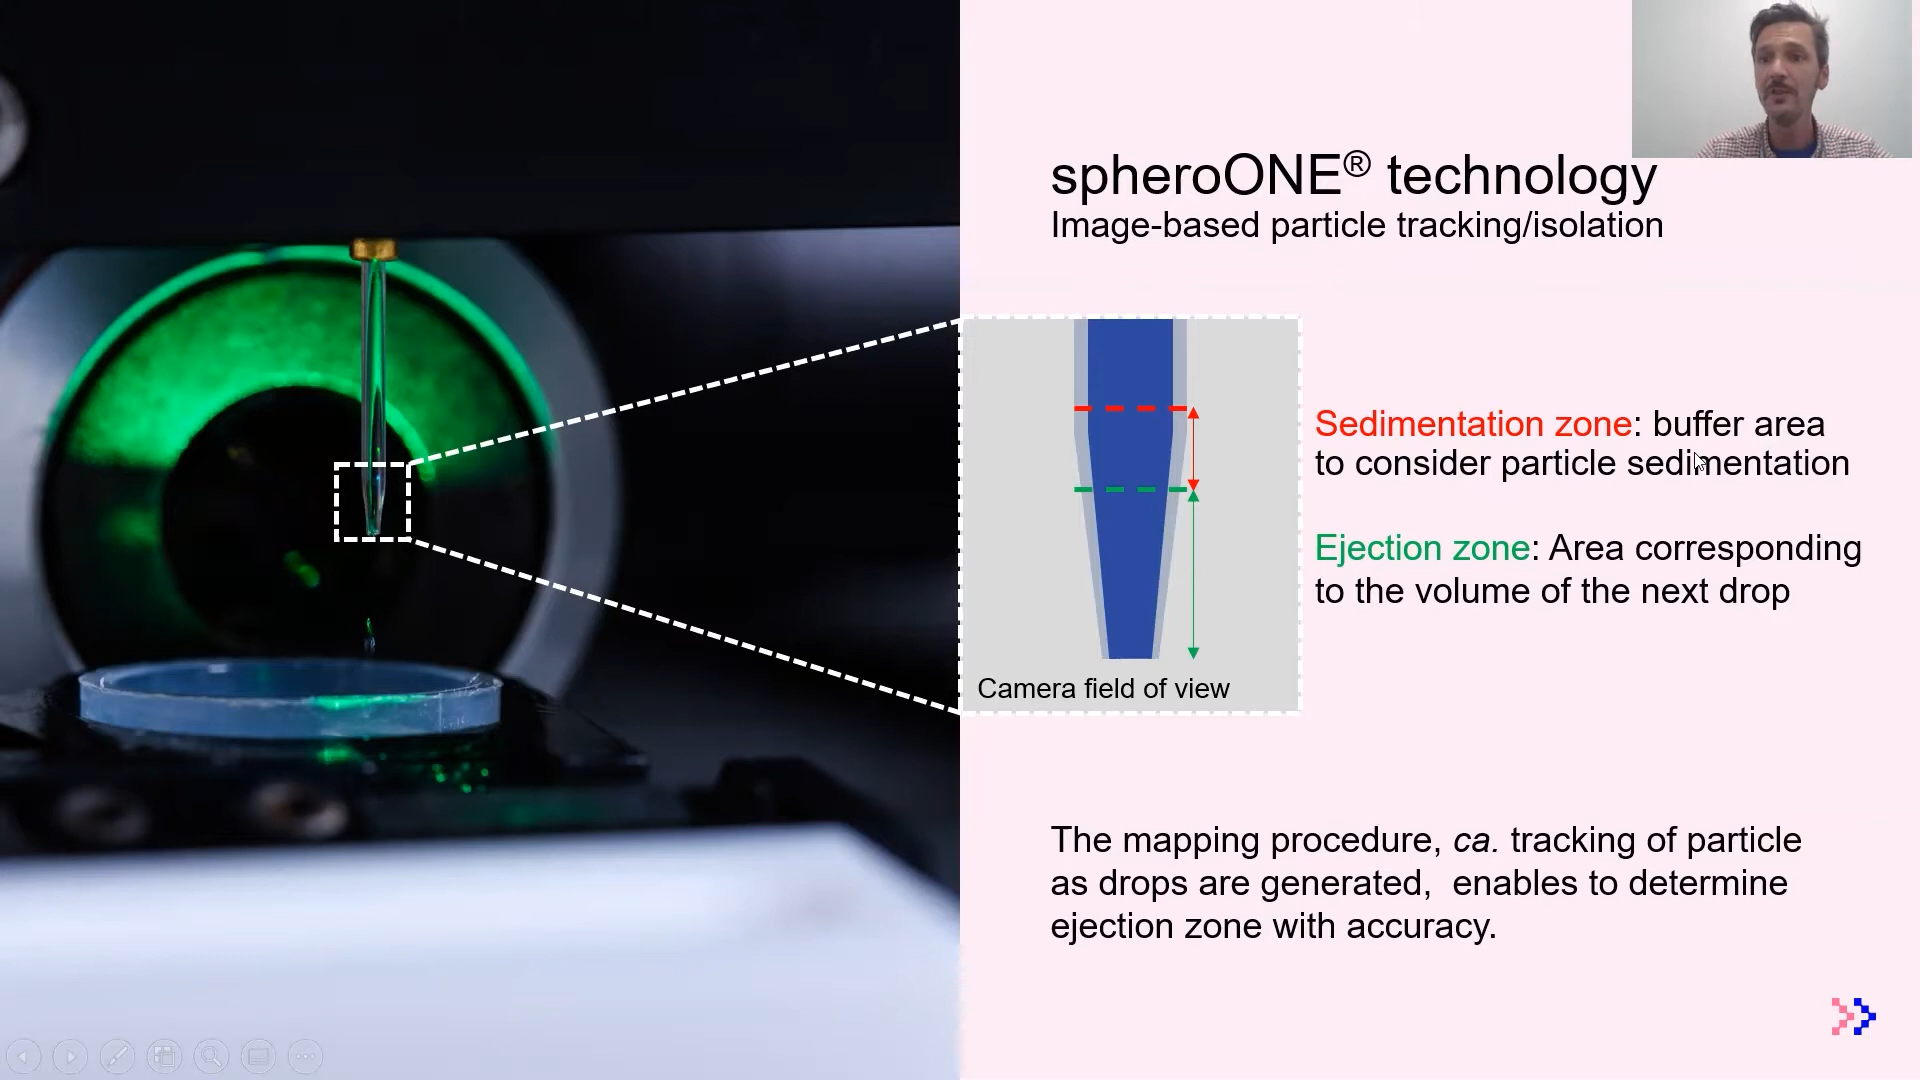 spheroONE® technology
Image-based particle tracking/isolation
Sedimentation zone: buffer area
to consider particle sedimentation
Ejection zone: Area corresponding
to the volume of the next drop
Camera field of view
The mapping procedure, ca. tracking of particle
as drops are generated,  enables to determine
ejection zone with accuracy.